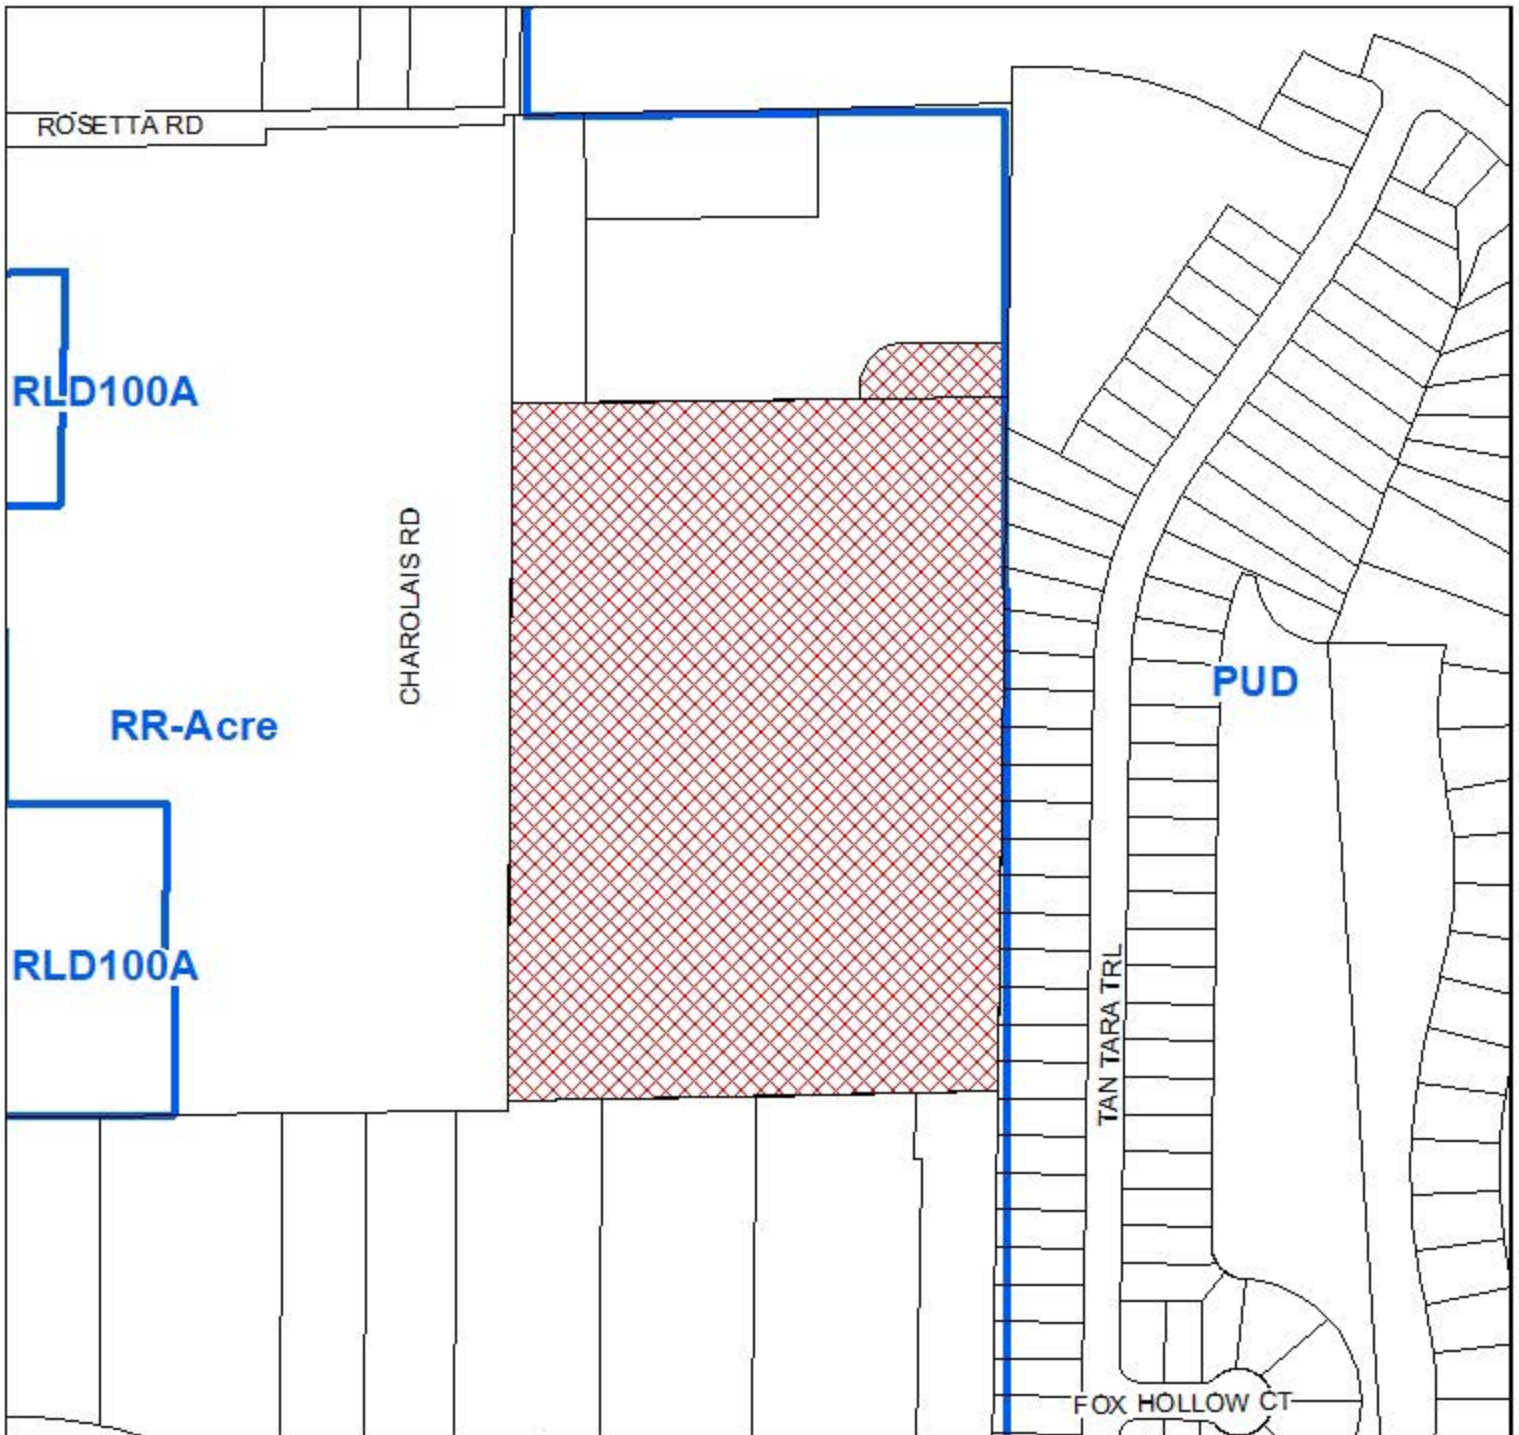 ROSETTA RD
RLD100A
CHAROLAIS RD
PUD
RR-Acre
RLD100A
TAN TARA TRL
FOX HOLLOW CT